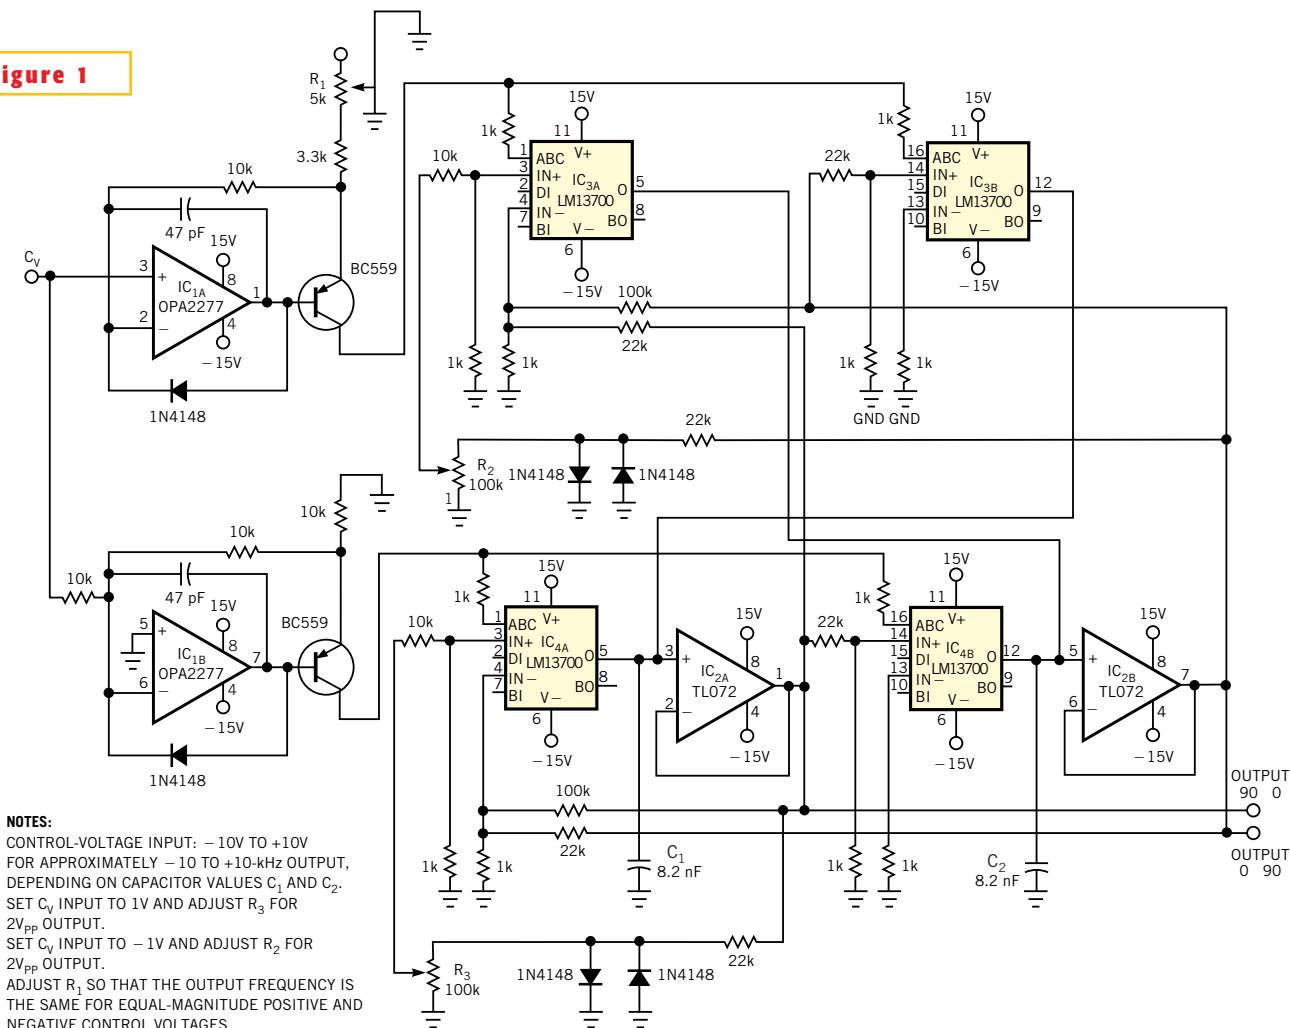 igure 1
R1
5k
3.3k
10k
47 pF
15V
CV
3
+
IC1A
OPA2277
8
1
2
−
4
−15V
BC559
1N4148
15V
11
1k
10k
1
3
2
4
7
ABC
IN+
DI
IN−
BI
V+
IC3A
LM13700
V−
O
BO
5
8
6
−15V
100k
22k
1k
1k
15V
11
1k
22k
16
14
15
13
10
ABC
IN+
DI
IN−
BI
V+
IC3B
LM13700
V−
O
BO
12
9
6
−15V
1k
1k
GND GND
22k
R2
100k
1
1N4148
1N4148
10k
10k
10k
47 pF
15V
5
+
IC1B
OPA2277
8
7
6
−
4
−15V
BC559
1N4148
15V
11
1k
10k
1
3
2
4
7
ABC
IN+
DI
IN−
BI
V+
IC4A
LM13700
V−
O
BO
5
8
6
−15V
15V
3
+
IC2A
TL072
8
1
2
−
4
−15V
22k
15V
11
1k
16
14
15
13
10
ABC
IN+
DI
IN−
BI
V+
IC4B
LM13700
V−
O
BO
12
9
6
−15V
15V
5
+
IC2B
TL072
8
7
6
−
4
−15V
OUTPUT
90 0
OUTPUT
0 90
100k
22k
1k
1k
C1
8.2 nF
1k
1k
C2
8.2 nF
22k
R3
100k
1N4148
1N4148
NOTES:
CONTROL-VOLTAGE INPUT: −10V TO +10V
FOR APPROXIMATELY −10 TO +10-kHz OUTPUT,
DEPENDING ON CAPACITOR VALUES C1 AND C2.
SET CV INPUT TO 1V AND ADJUST R3 FOR
2VPP OUTPUT.
SET CV INPUT TO −1V AND ADJUST R2 FOR
2VPP OUTPUT.
ADJUST R1 SO THAT THE OUTPUT FREQUENCY IS
THE SAME FOR EQUAL-MAGNITUDE POSITIVE AND
NEGATIVE CONTROL VOLTAGES